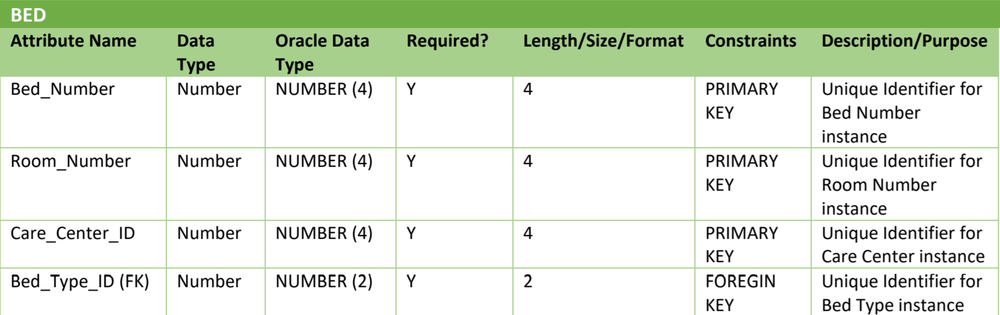 BED
Attribute Name Data Type Oracle Data Type Required? Length/Size/Format Constraints Description/Purpose
Bed_Number Number NUMBER (4) Y 4 PRIMARY KEY Unique Identifier for Bed Number instance
Room_Number Number NUMBER (4) Y 4 PRIMARY KEY Unique Identifier for Room Number instance
Care_Center_ID Number NUMBER (4) Y 4 PRIMARY KEY Unique Identifier for Care Center instance
Bed_Type_ID (FK) Number NUMBER (2) Y 2 FOREGIN KEY Unique Identifier for Bed Type instance